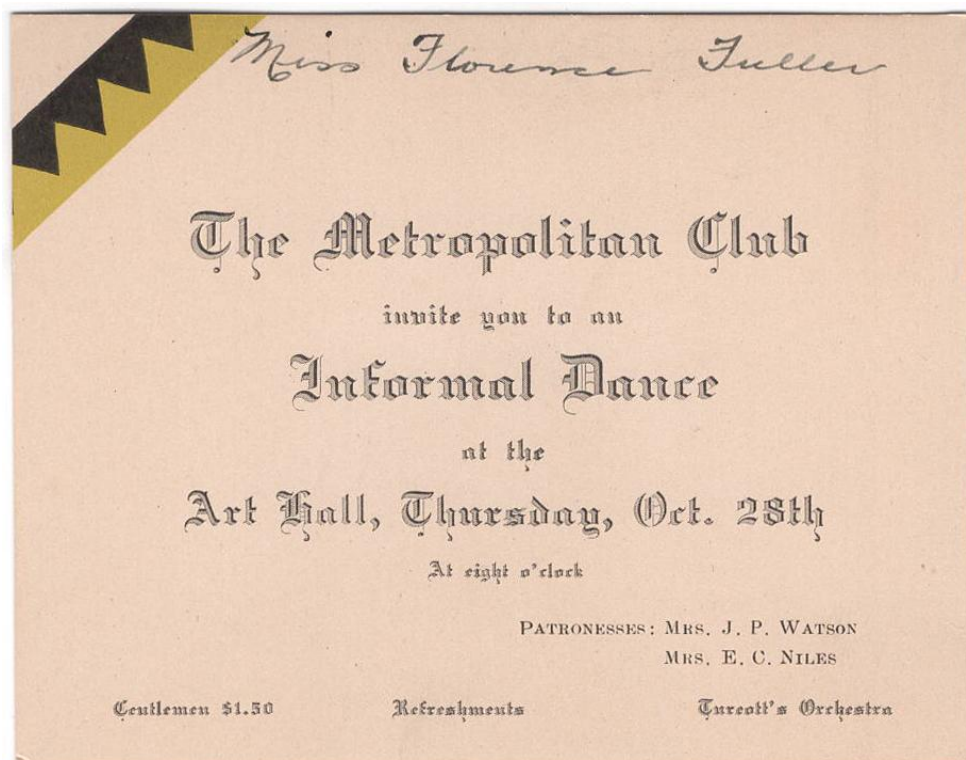 Miss Florence Fuller
The Metropolitan Club
invite you to an
Informal Dance
at the
Art Hall, Thursday, Oct. 28th
At eight o'clock
PATRONESSES: MRS. J. P. WATSON
MRS. E. C. NILES
Gentlemen $1.50 Refreshments Turcott's Orchestra